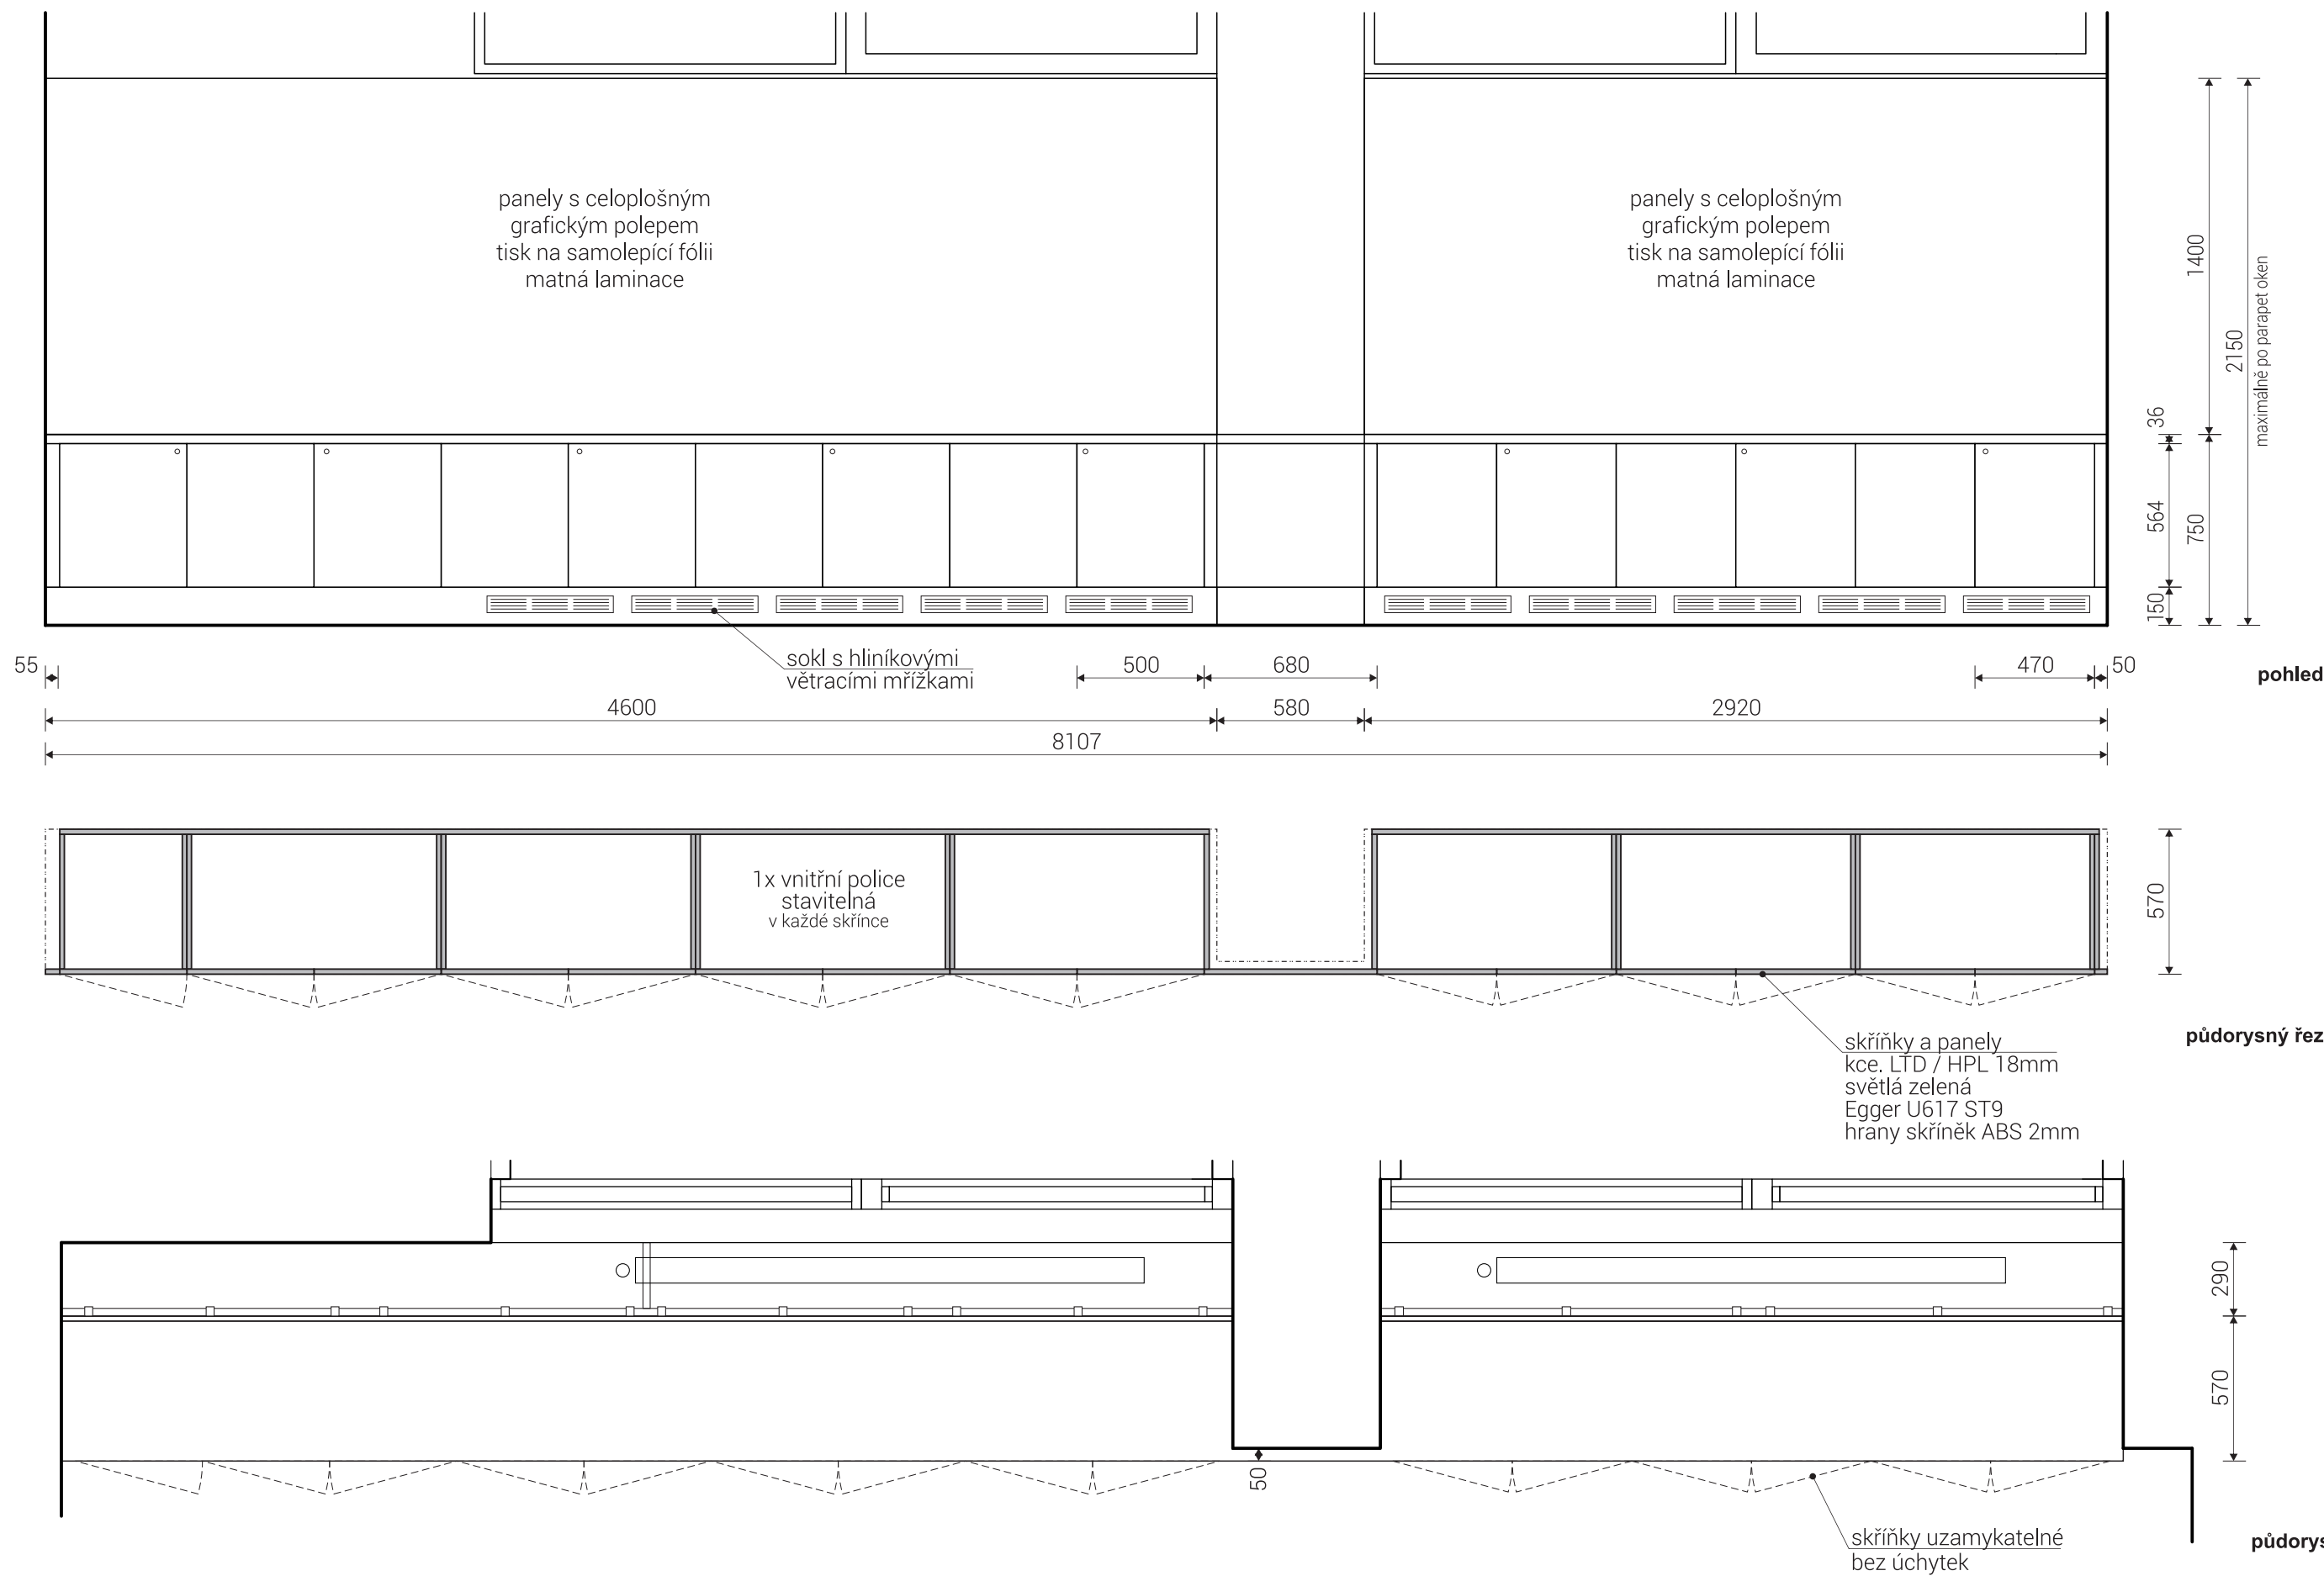 panely s celoplošným
grafickým polepem
tisk na samolepící fólii
matná laminace
panely s celoplošným
grafickým polepem
tisk na samolepící fólii
matná laminace
1400
2150
maximálně po parapet oken
36
564
750
150
55
sokl s hliníkovými
větracími mřížkami
500
680
470
50
pohled
4600
580
2920
8107
1x vnitřní police
stavitelná
v každé skřínce
570
půdorysný řez
skříňky a panely
kce. LTD / HPL 18mm
světlá zelená
Egger U617 ST9
hrany skříněk ABS 2mm
290
570
50
skříňky uzamykatelné
bez úchytek
půdorys